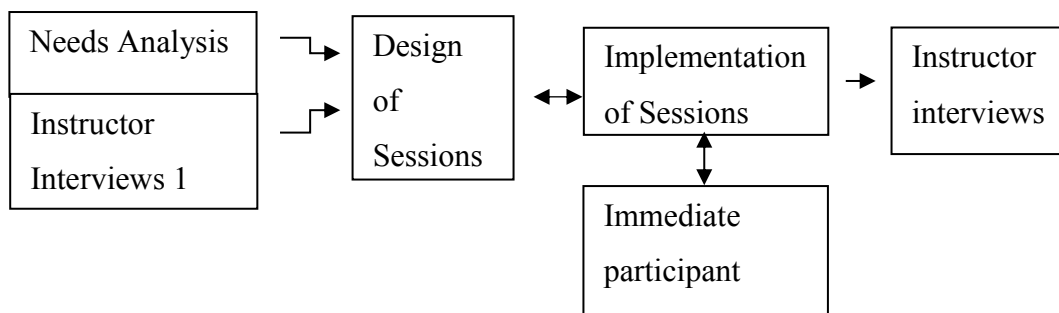 Needs Analysis
Instructor
Interviews 1
Design
of
Sessions
Implementation
of Sessions
Immediate
participant
Instructor
interviews